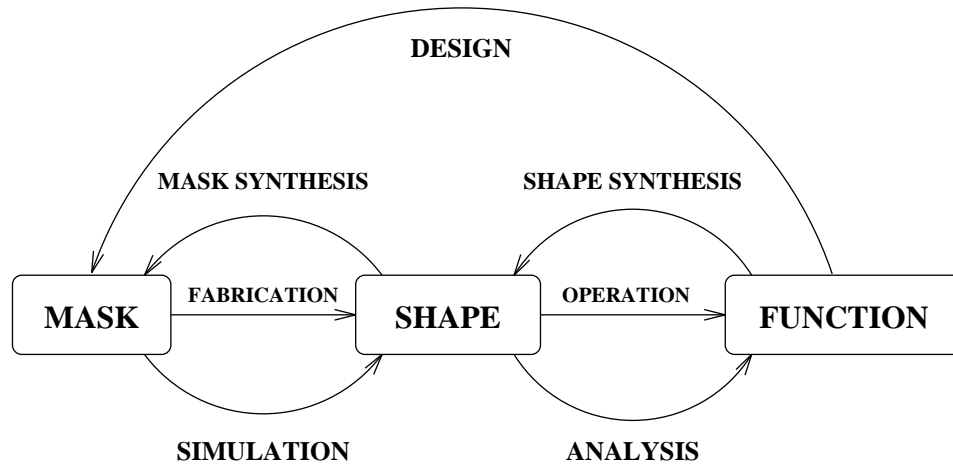 DESIGN
MASK SYNTHESIS
SHAPE SYNTHESIS
MASK
FABRICATION
SHAPE
OPERATION
FUNCTION
SIMULATION
ANALYSIS